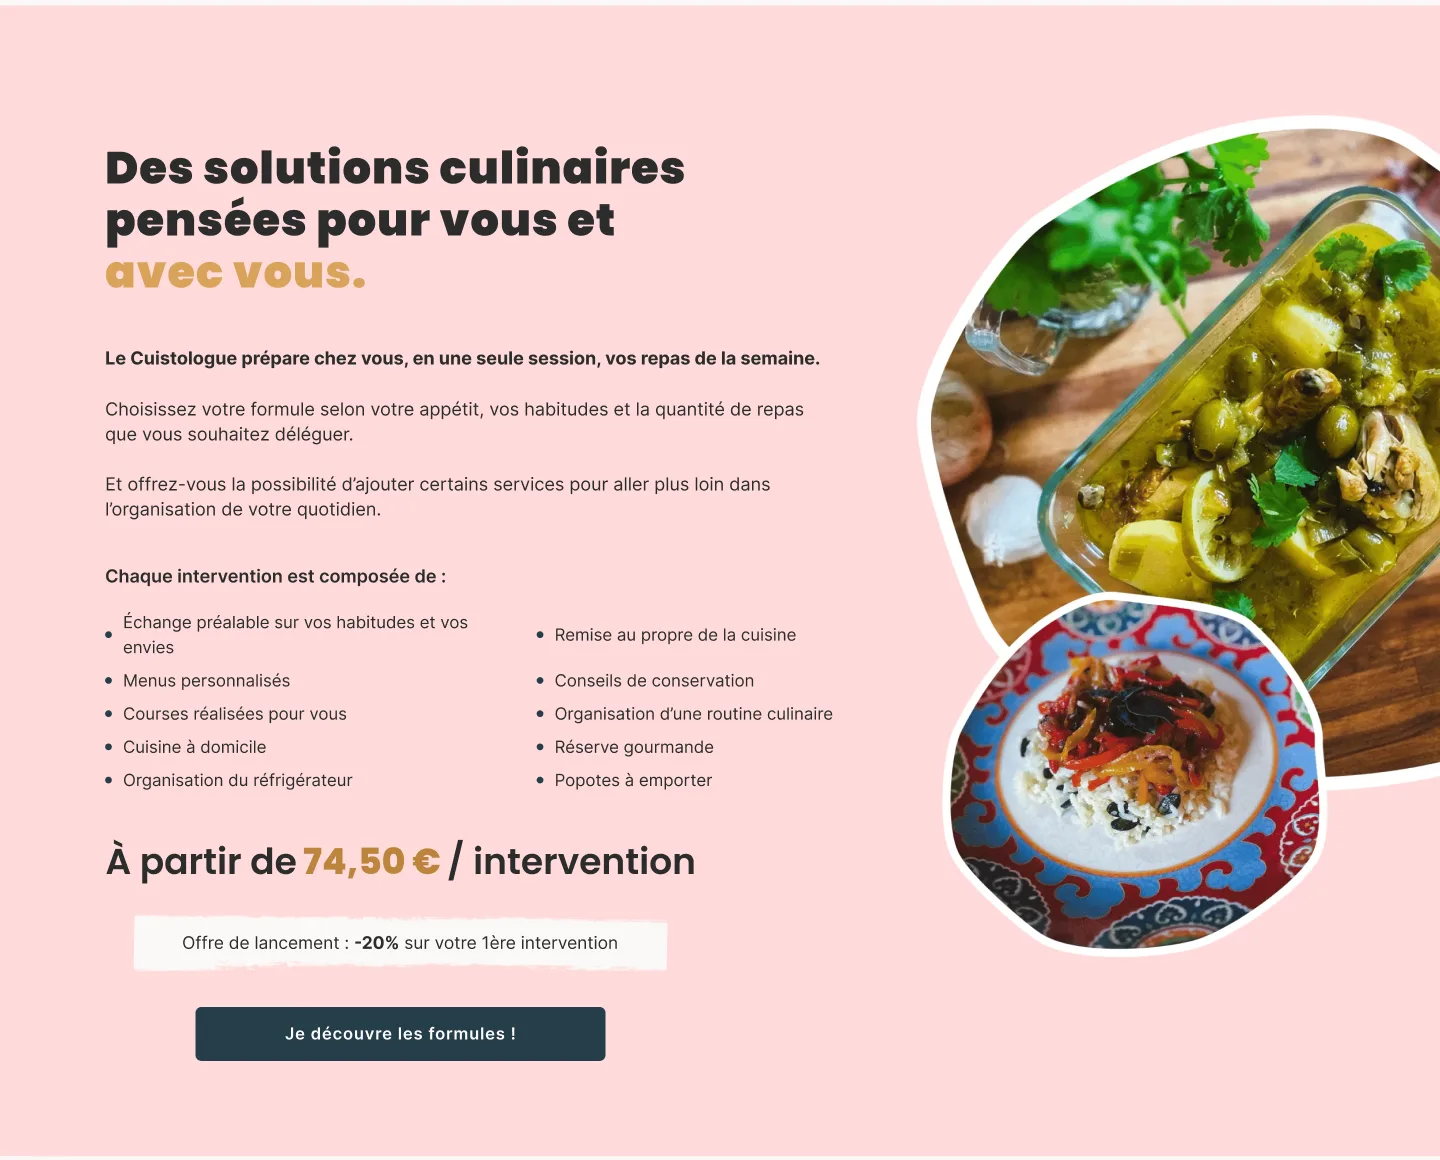 Des solutions culinaires
pensées pour vous et
avec vous.
Le Cuistologue prépare chez vous, en une seule session, vos repas de la semaine.
Choisissez votre formule selon votre appétit, vos habitudes et la quantité de repas
que vous souhaitez déléguer.
Et offrez-vous la possibilité d’ajouter certains services pour aller plus loin dans
l’organisation de votre quotidien.
Chaque intervention est composée de :
Échange préalable sur vos habitudes et vos
envies
Menus personnalisés
Courses réalisées pour vous
Cuisine à domicile
Organisation du réfrigérateur
Remise au propre de la cuisine
Conseils de conservation
Organisation d’une routine culinaire
Réserve gourmande
Popotes à emporter
À partir de 74,50 € / intervention
Offre de lancement : -20% sur votre 1ère intervention
Je découvre les formules !